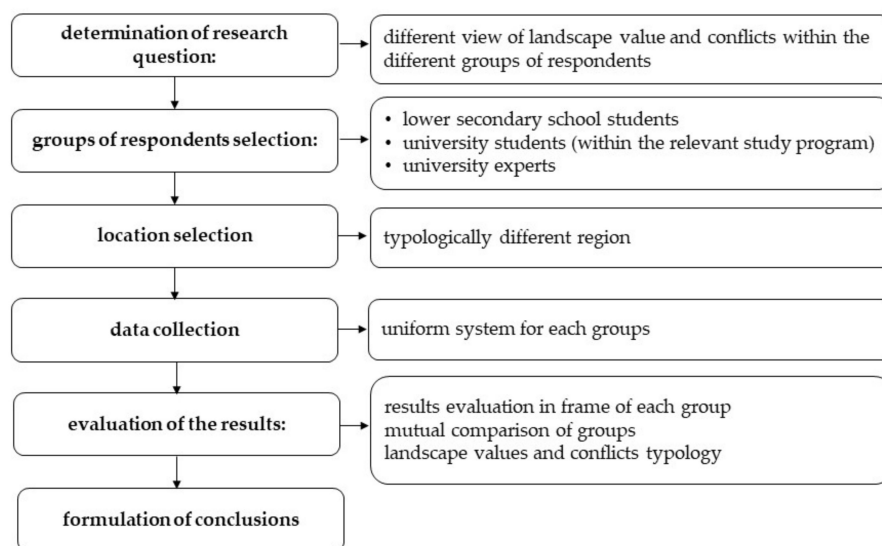 determination of research
question:
different view of landscape value and conflicts within the
different groups of respondents
groups of respondents selection:
• lower secondary school students
• university students (within the relevant study program)
• university experts
location selection
typologically different region
data collection
uniform system for each groups
evaluation of the results:
results evaluation in frame of each group
mutual comparison of groups
landscape values and conflicts typology
formulation of conclusions